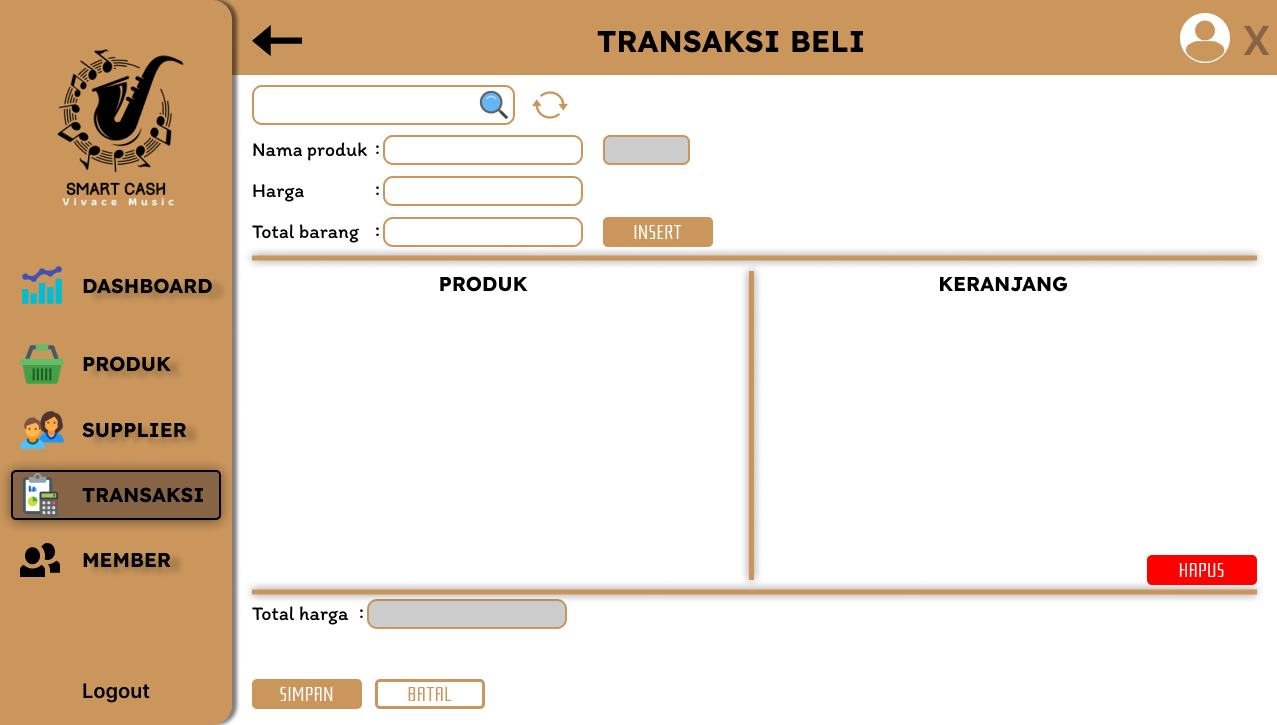 SMART CASH
Vivace Music
DASHBOARD
PRODUK
SUPPLIER
TRANSAKSI
MEMBER
Logout
TRANSAKSI BELI
X
Nama produk :
Harga :
Total barang :
INSERT
PRODUK
KERANJANG
HAPUS
Total harga :
SIMPAN
BATAL